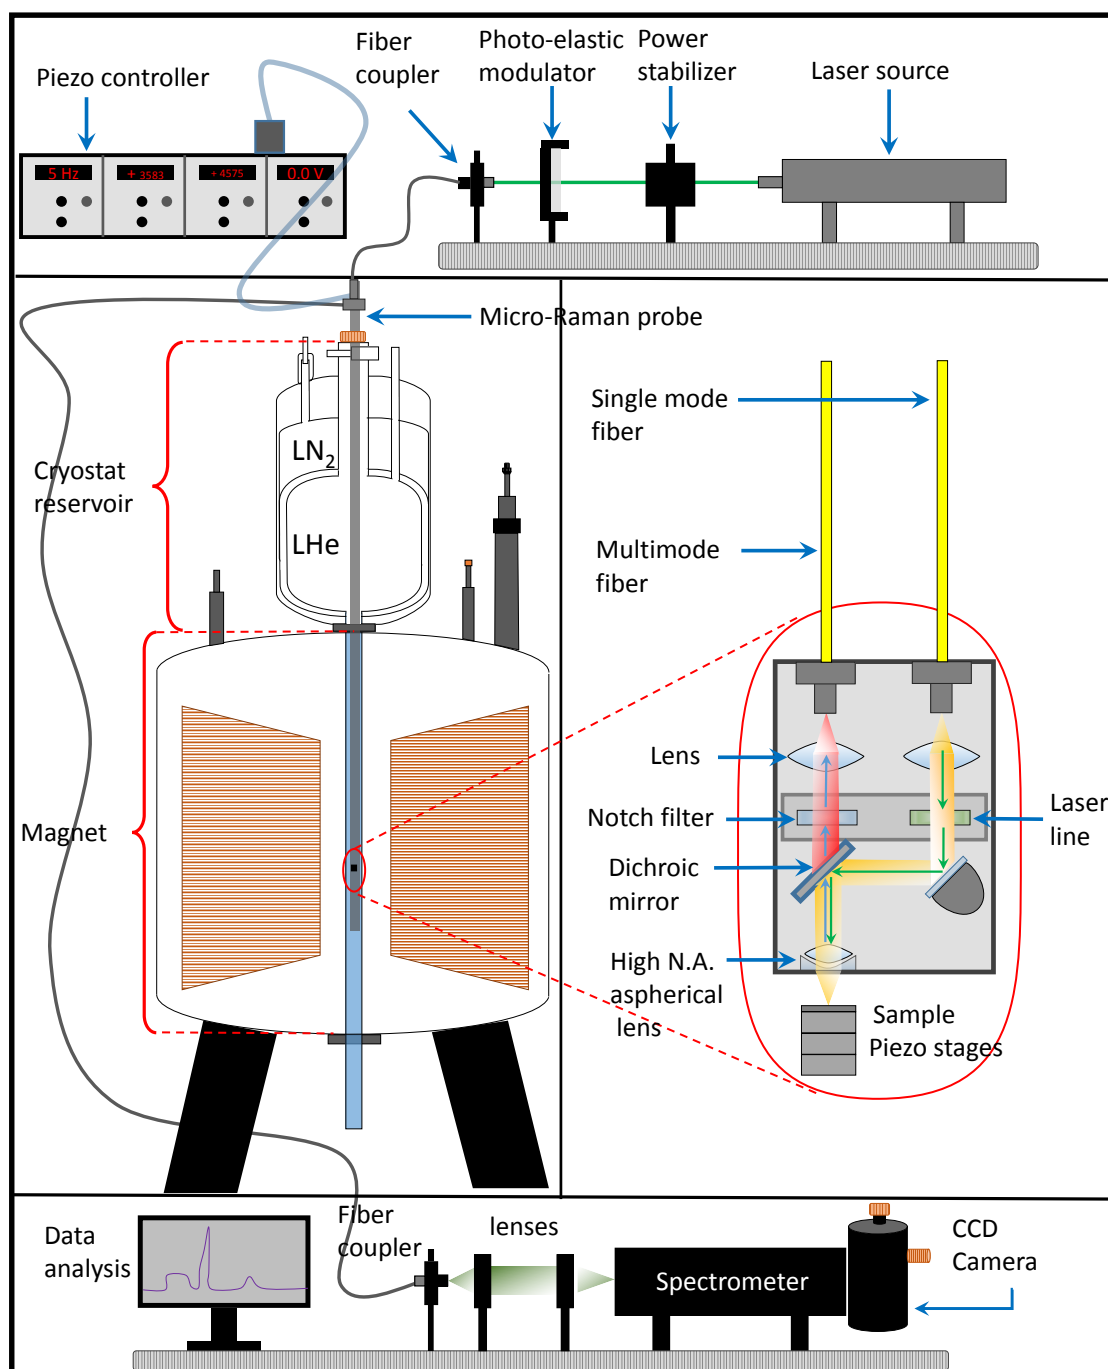 Piezo controller
Fiber
coupler
Photo-elastic
modulator
Power
stabilizer
Laser source
5 Hz
+ 3583
+ 4575
0.0 V
Micro-Raman probe
Cryostat
reservoir
LN2
LHe
Magnet
Single mode
fiber
Multimode
fiber
Lens
Notch filter
Laser
line
Dichroic
mirror
High N.A.
aspherical
lens
Sample
Piezo stages
Data
analysis
Fiber
coupler
lenses
Spectrometer
CCD
Camera